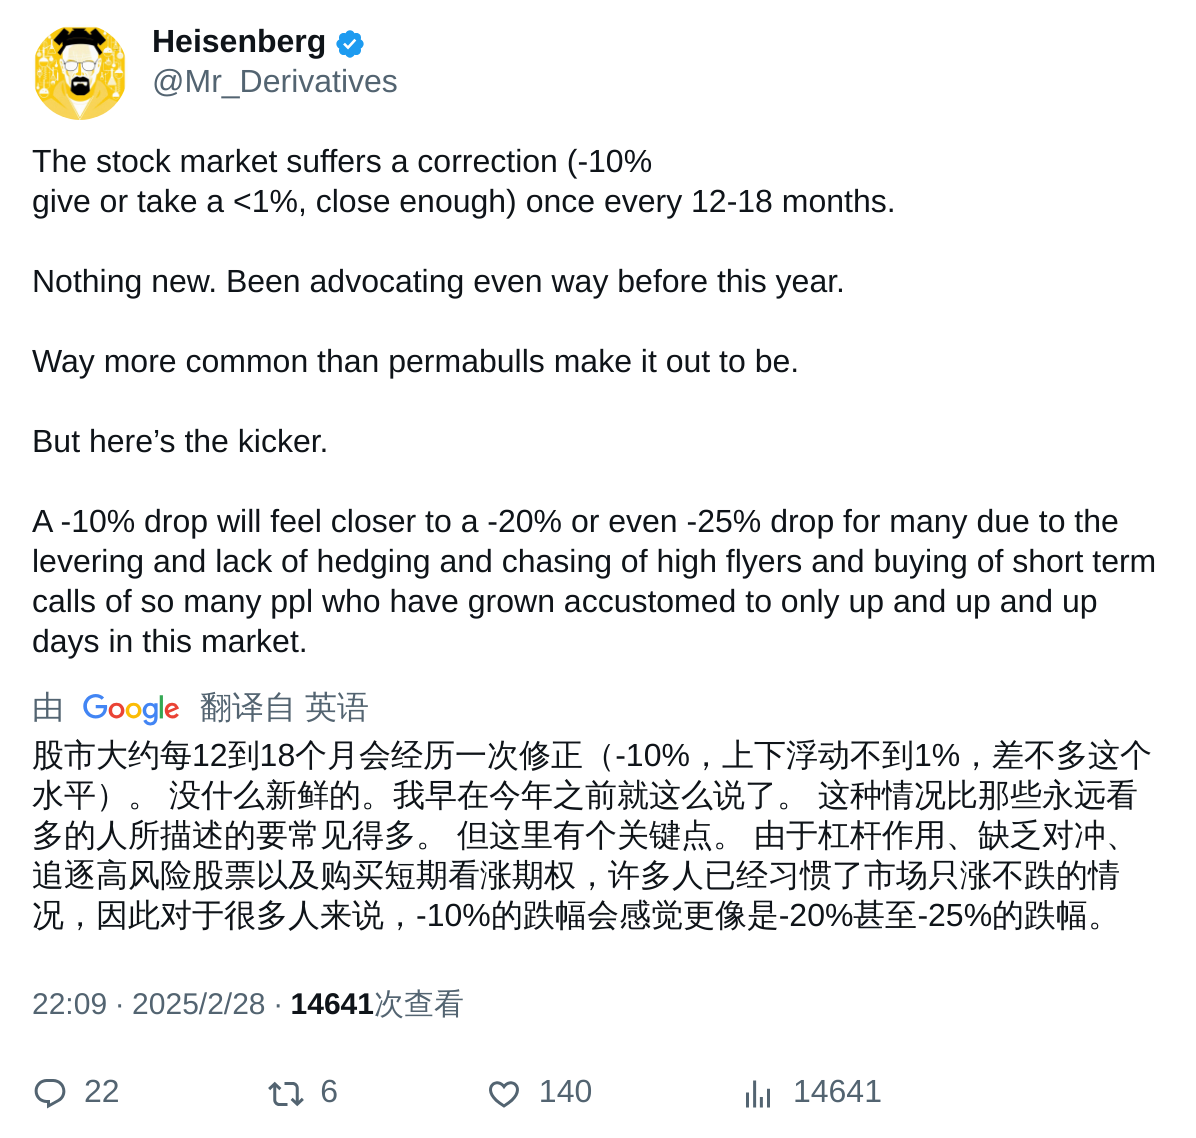 Heisenberg
@Mr_Derivatives
The stock market suffers a correction (-10%
give or take a <1%, close enough) once every 12-18 months.
Nothing new. Been advocating even way before this year.
Way more common than permabulls make it out to be.
But here’s the kicker.
A -10% drop will feel closer to a -20% or even -25% drop for many due to the
levering and lack of hedging and chasing of high flyers and buying of short term
calls of so many ppl who have grown accustomed to only up and up and up
days in this market.
由 Google 翻译自 英语
股市大约每12到18个月会经历一次修正（-10%，上下浮动不到1%，差不多这个
水平）。 没什么新鲜的。我早在今年之前就这么说了。 这种情况比那些永远看
多的人所描述的要常见得多。 但这里有个关键点。 由于杠杆作用、缺乏对冲、
追逐高风险股票以及购买短期看涨期权，许多人已经习惯了市场只涨不跌的情
况，因此对于很多人来说，-10%的跌幅会感觉更像是-20%甚至-25%的跌幅。
22:09 · 2025/2/28 · 14641次查看
22 6 140 14641